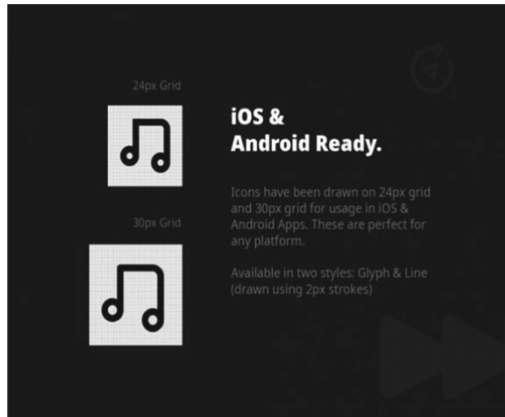 24px Grid
iOS &
Android Ready.
Icons have been drawn on 24px grid
and 30px grid for usage in iOS &
Android Apps. These are perfect for
any platform.
30px Grid
Available in two styles: Glyph & Line
(drawn using 2px strokes)